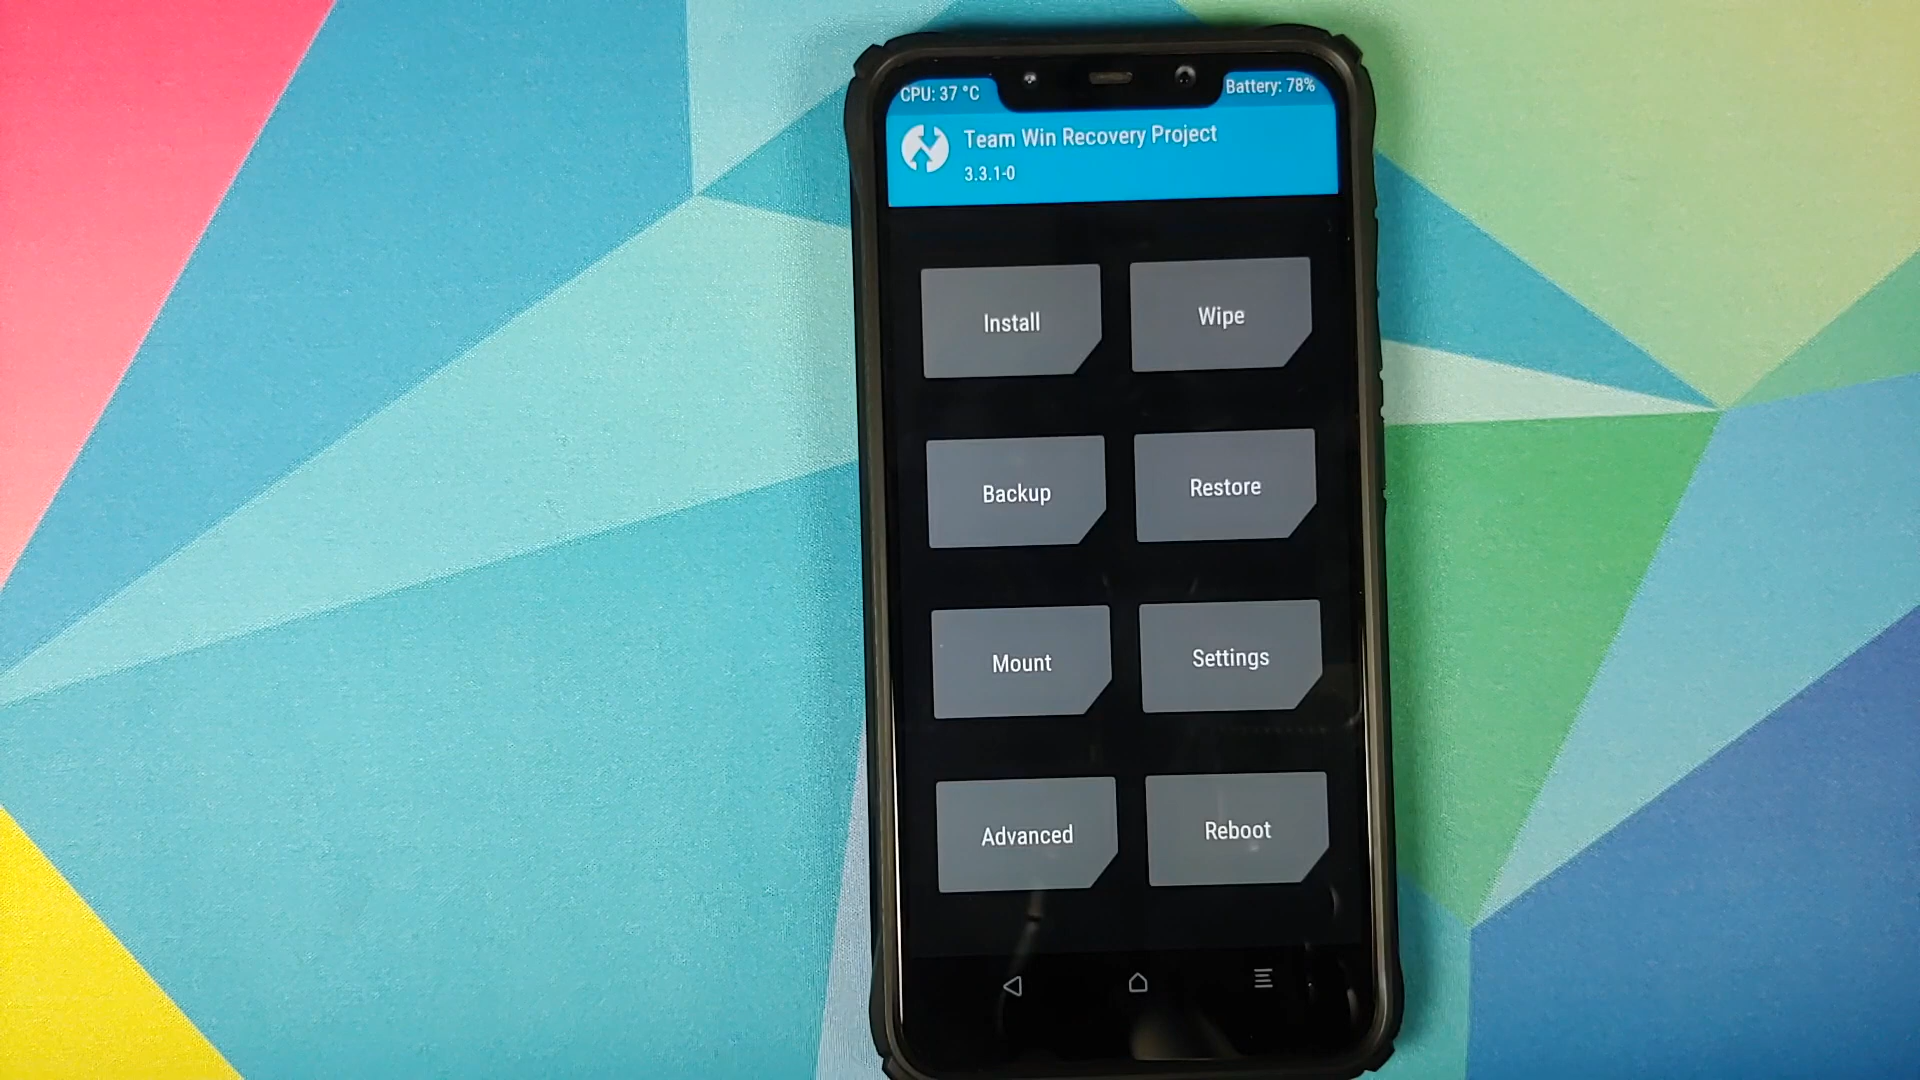 CPU: 37 °C
Battery: 78%
Team Win Recovery Project
3.3.1-0
Install
Wipe
Backup
Restore
Mount
Settings
Advanced
Reboot